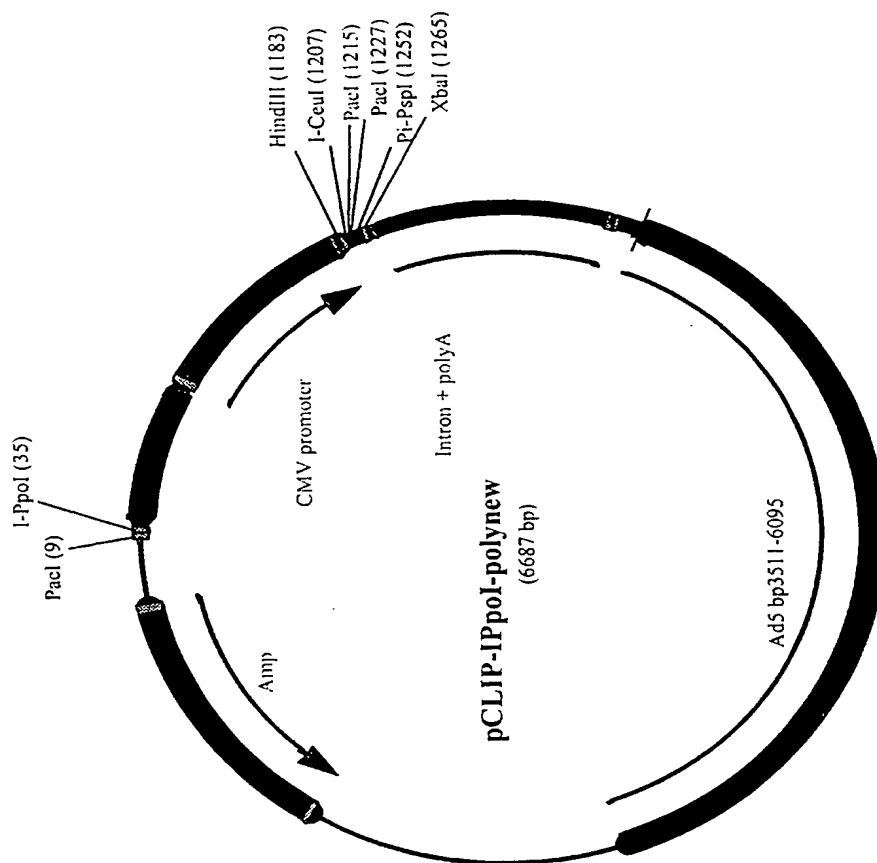 PacI (9)
I-PpoI (35)
HindIII (1183)
I-CeuI (1207)
PacI (1215)
PacI (1227)
Pi-PspI (1252)
XbaI (1265)
CMV promoter
Intron + polyA
Amp
pCLIP-IPpoI-polynew
(6687 bp)
Ad5 bp3511-6095